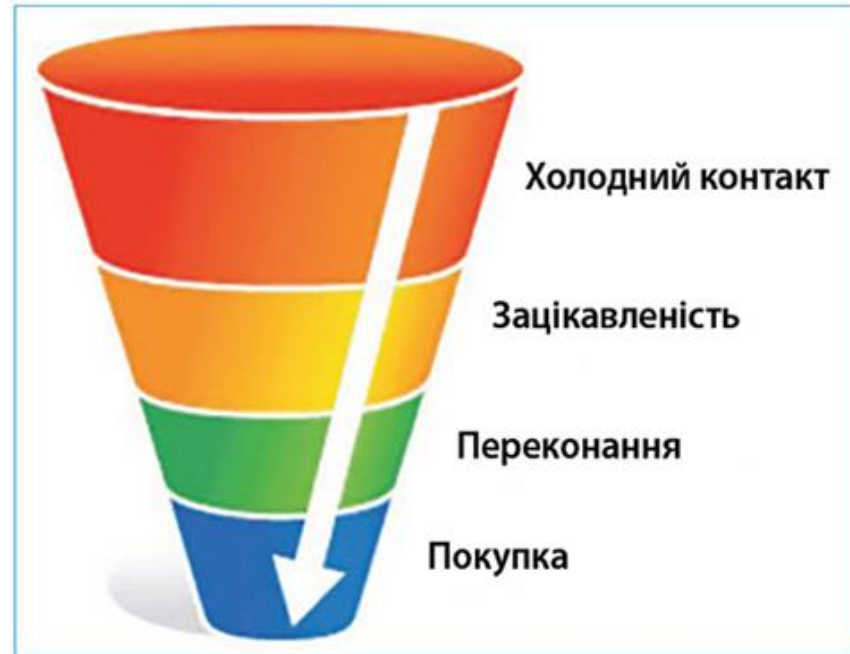 Холодний контакт
Зацікавленість
Переконання
Покупка